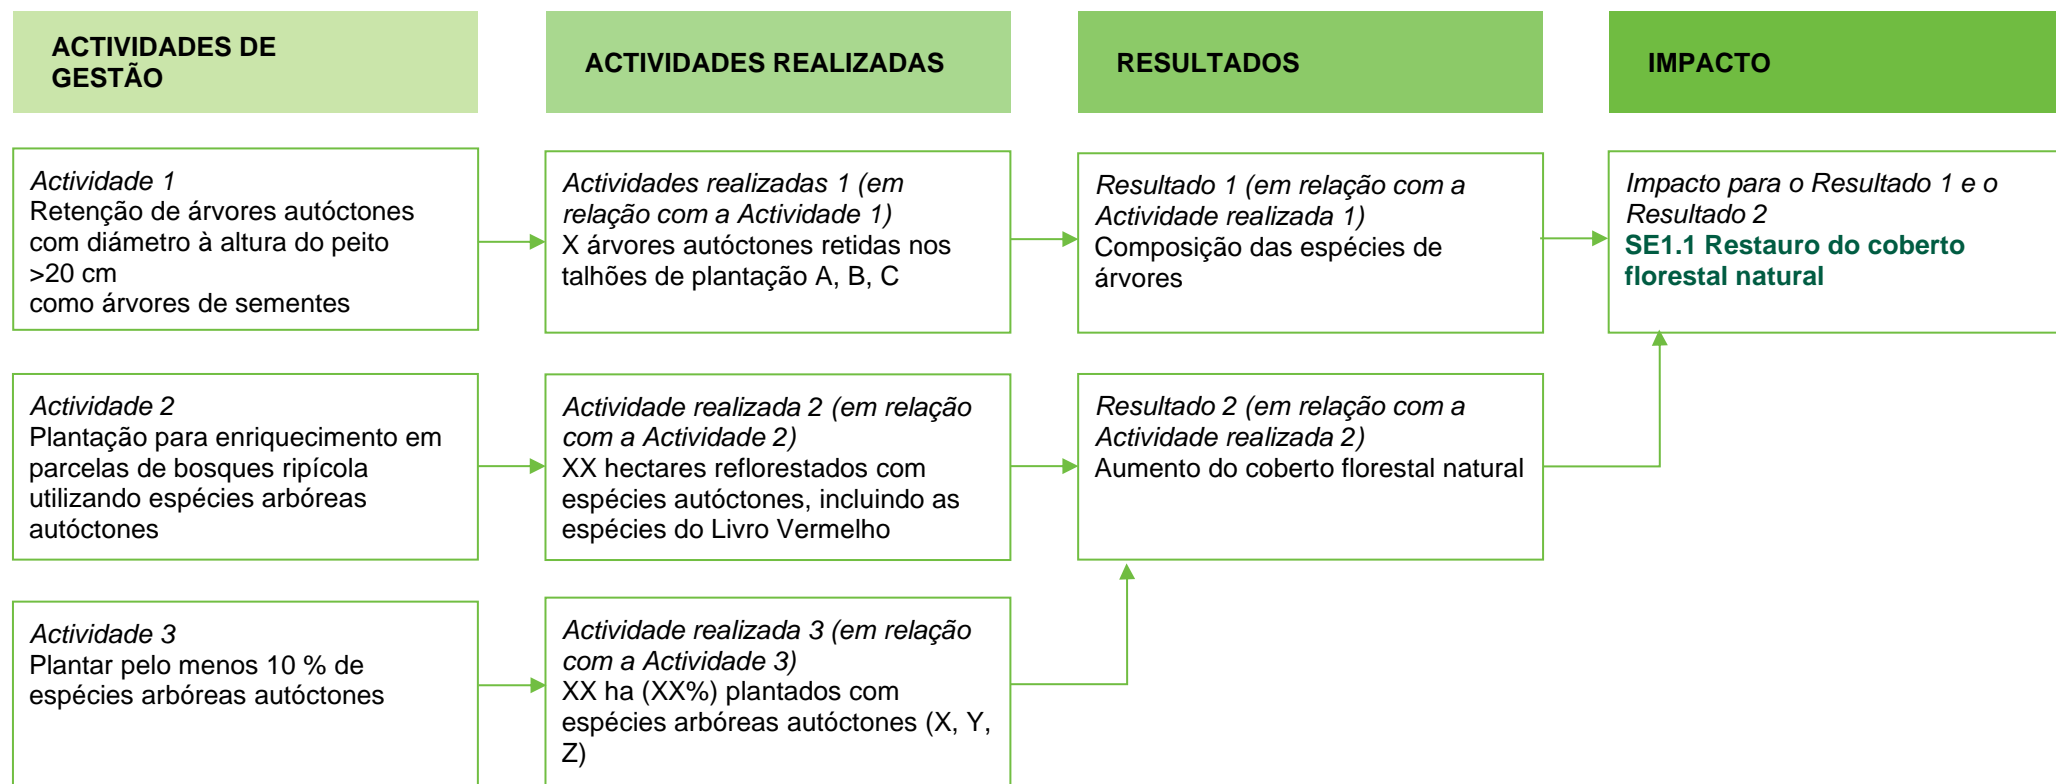 ACTIVIDADES DE
GESTÃO
ACTIVIDADES REALIZADAS
RESULTADOS
IMPACTO
Actividade 1
Retenção de árvores autóctones
com diámetro à altura do peito
>20 cm
como árvores de sementes
Actividades realizadas 1 (em
relação com a Actividade 1)
X árvores autóctones retidas nos
talhões de plantação A, B, C
Resultado 1 (em relação com a
Actividade realizada 1)
Composição das espécies de
árvores
Impacto para o Resultado 1 e o
Resultado 2
SE1.1 Restauro do coberto
florestal natural
Actividade 2
Plantação para enriquecimento em
parcelas de bosques ripícola
utilizando espécies arbóreas
autóctones
Actividade realizada 2 (em relação
com a Actividade 2)
XX hectares reflorestados com
espécies autóctones, incluindo as
espécies do Livro Vermelho
Resultado 2 (em relação com a
Actividade realizada 2)
Aumento do coberto florestal natural
Actividade 3
Plantar pelo menos 10 % de
espécies arbóreas autóctones
Actividade realizada 3 (em relação
com a Actividade 3)
XX ha (XX%) plantados com
espécies arbóreas autóctones (X, Y,
Z)